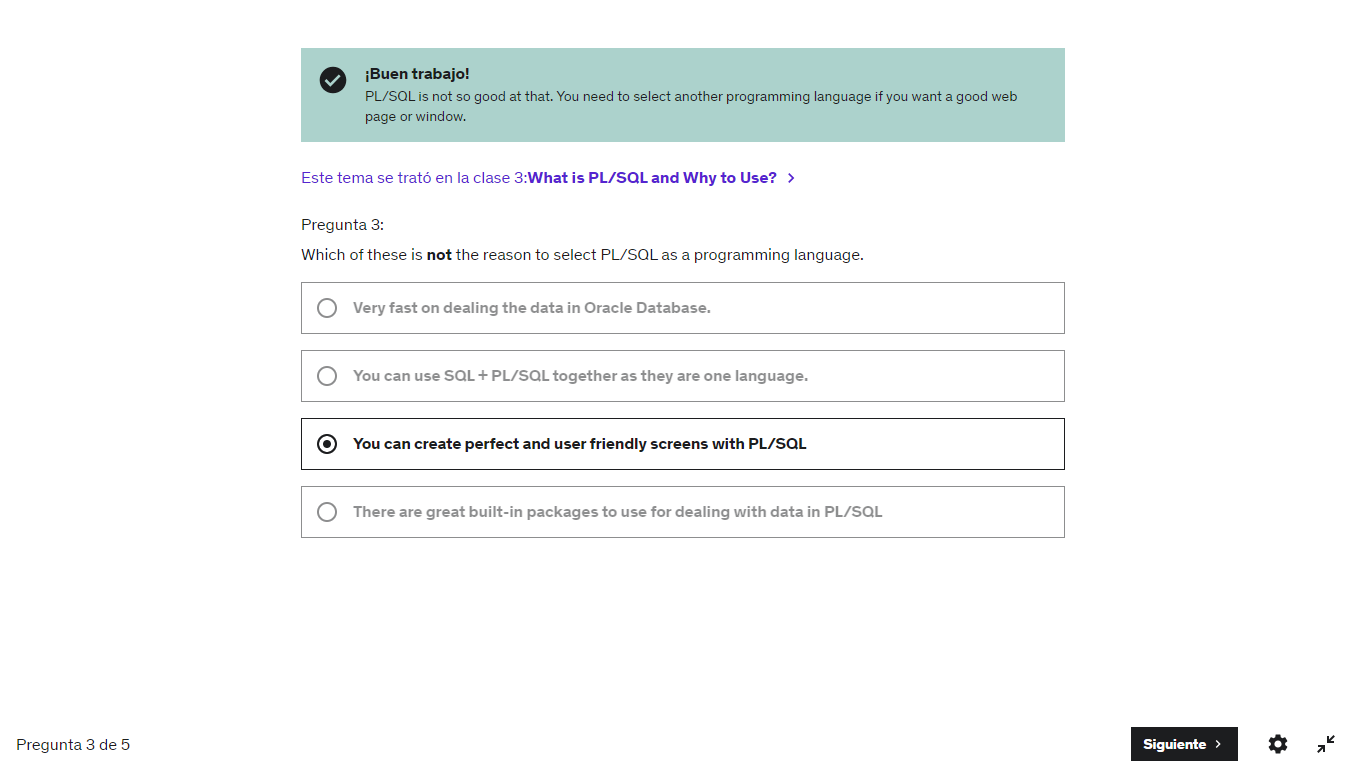 ¡Buen trabajo!
PL/SQL is not so good at that. You need to select another programming language if you want a good web
page or window.
Este tema se trató en la clase 3:What is PL/SQL and Why to Use?
Pregunta 3:
Which of these is not the reason to select PL/SQL as a programming language.
Very fast on dealing the data in Oracle Database.
You can use SQL + PL/SQL together as they are one language.
You can create perfect and user friendly screens with PL/SQL
There are great built-in packages to use for dealing with data in PL/SQL
Pregunta 3 de 5
Siguiente